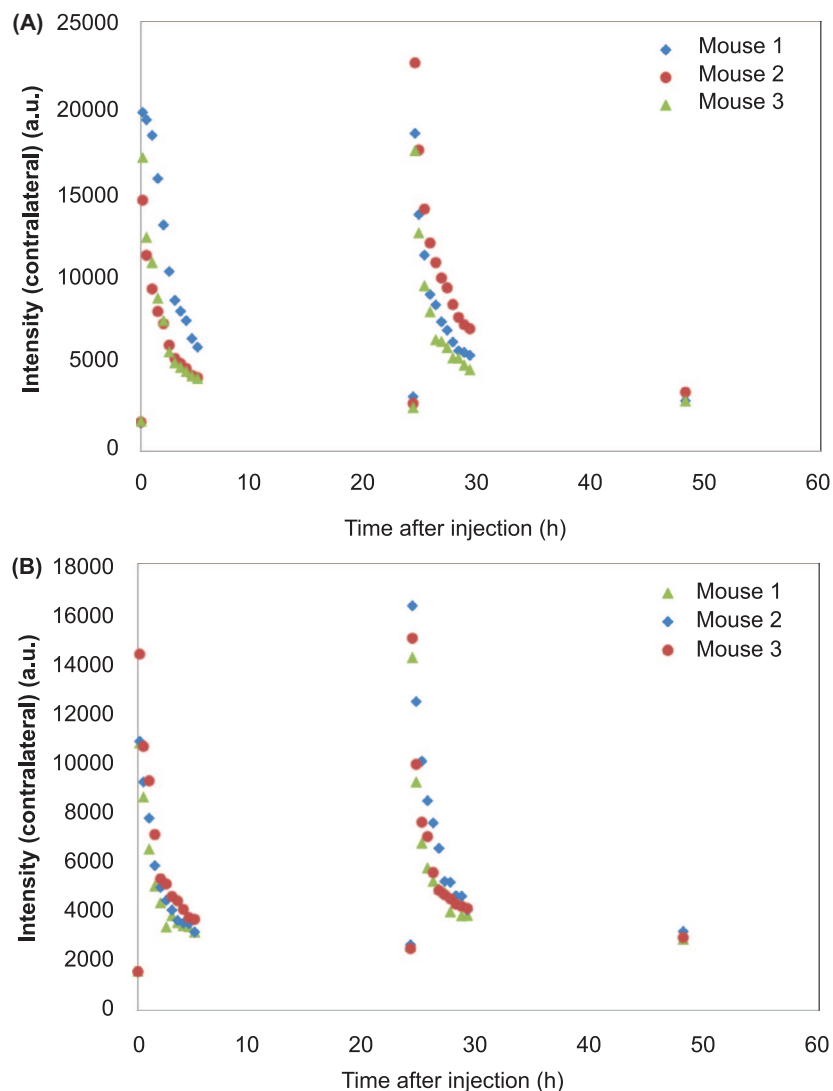 (A)
25000
20000
15000
10000
5000
0
Intensity (contralateral) (a.u.)
Mouse 1
Mouse 2
Mouse 3
0 10 20 30 40 50 60
Time after injection (h)
(B)
18000
16000
14000
12000
10000
8000
6000
4000
2000
0
Intensity (contralateral) (a.u.)
Mouse 1
Mouse 2
Mouse 3
0 10 20 30 40 50 60
Time after injection (h)